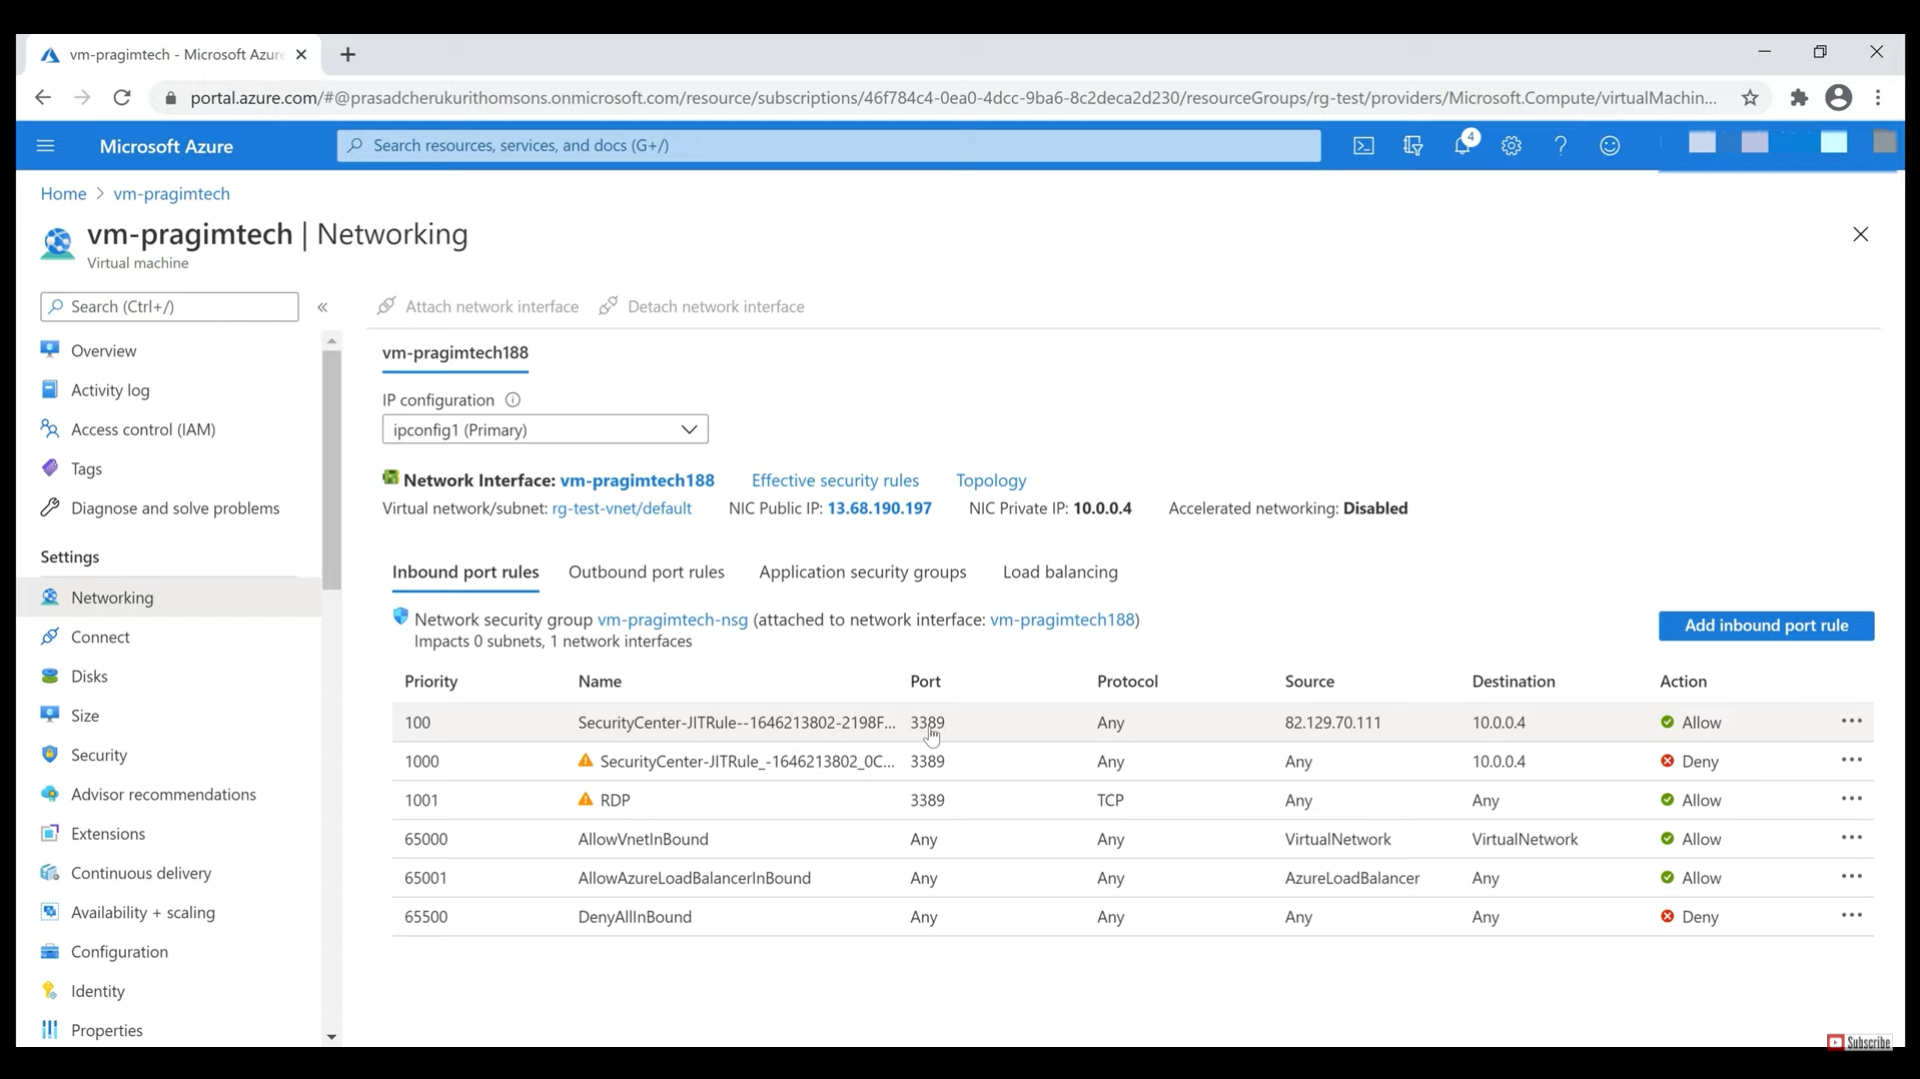 vm-pragimtech - Microsoft Azure
portal.azure.com/#@prasadcherukurithomsons.onmicrosoft.com/resource/subscriptions/46f784c4-0ea0-4dcc-9ba6-8c2deca2d230/resourceGroups/rg-test/providers/Microsoft.Compute/virtualMachin...
Microsoft Azure
Search resources, services, and docs (G+/)
4
Home > vm-pragimtech
vm-pragimtech | Networking
Virtual machine
Search (Ctrl+/)
«
Attach network interface
Detach network interface
Overview
Activity log
Access control (IAM)
Tags
Diagnose and solve problems
Settings
Networking
Connect
Disks
Size
Security
Advisor recommendations
Extensions
Continuous delivery
Availability + scaling
Configuration
Identity
Properties
vm-pragimtech188
IP configuration
ipconfig1 (Primary)
Network Interface: vm-pragimtech188 Effective security rules Topology
Virtual network/subnet: rg-test-vnet/default NIC Public IP: 13.68.190.197 NIC Private IP: 10.0.0.4 Accelerated networking: Disabled
Inbound port rules Outbound port rules Application security groups Load balancing
Network security group vm-pragimtech-nsg (attached to network interface: vm-pragimtech188)
Impacts 0 subnets, 1 network interfaces
Add inbound port rule
Priority Name Port Protocol Source Destination Action
100 SecurityCenter-JITRule--1646213802-2198F... 3389 Any 82.129.70.111 10.0.0.4 Allow ...
1000 SecurityCenter-JITRule_-1646213802_0C... 3389 Any Any 10.0.0.4 Deny ...
1001 RDP 3389 TCP Any Any Allow ...
65000 AllowVnetInBound Any Any VirtualNetwork VirtualNetwork Allow ...
65001 AllowAzureLoadBalancerInBound Any Any AzureLoadBalancer Any Allow ...
65500 DenyAllInBound Any Any Any Any Deny ...
Subscribe